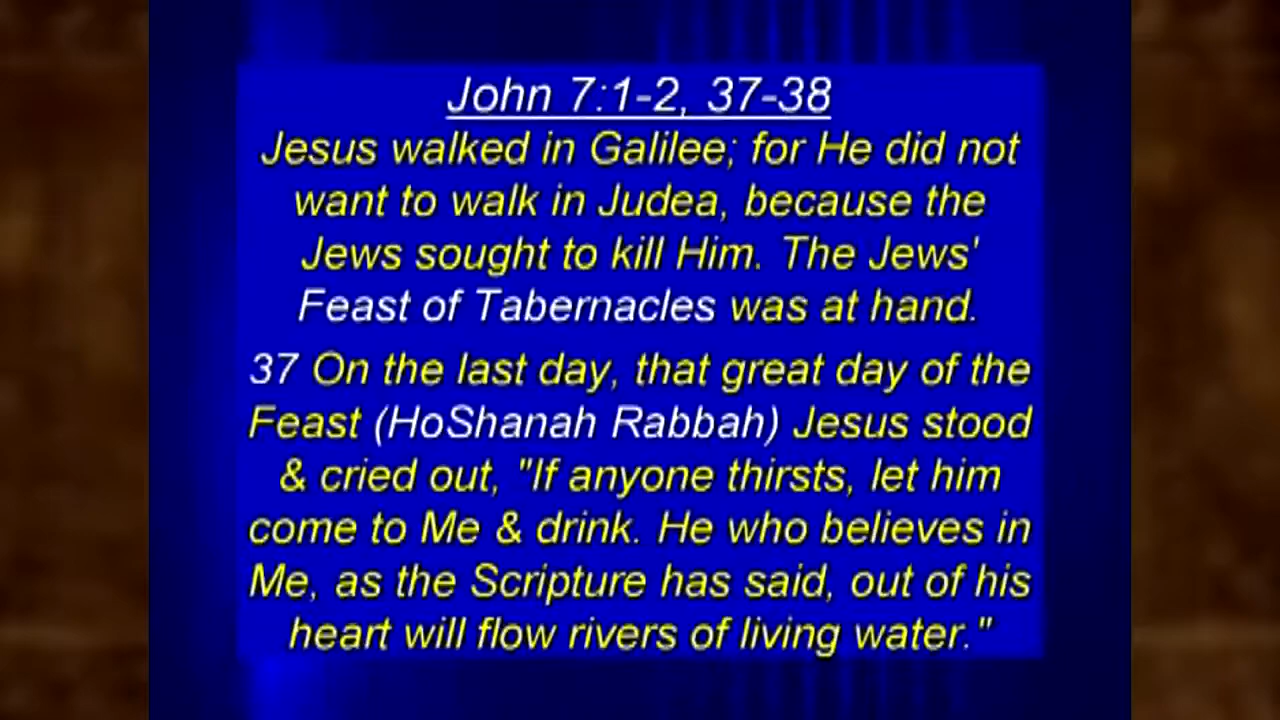 John 7:1-2, 37-38
Jesus walked in Galilee; for He did not
want to walk in Judea, because the
Jews sought to kill Him. The Jews'
Feast of Tabernacles was at hand.
37 On the last day, that great day of the
Feast (HoShanah Rabbah) Jesus stood
& cried out, "If anyone thirsts, let him
come to Me & drink. He who believes in
Me, as the Scripture has said, out of his
heart will flow rivers of living water."